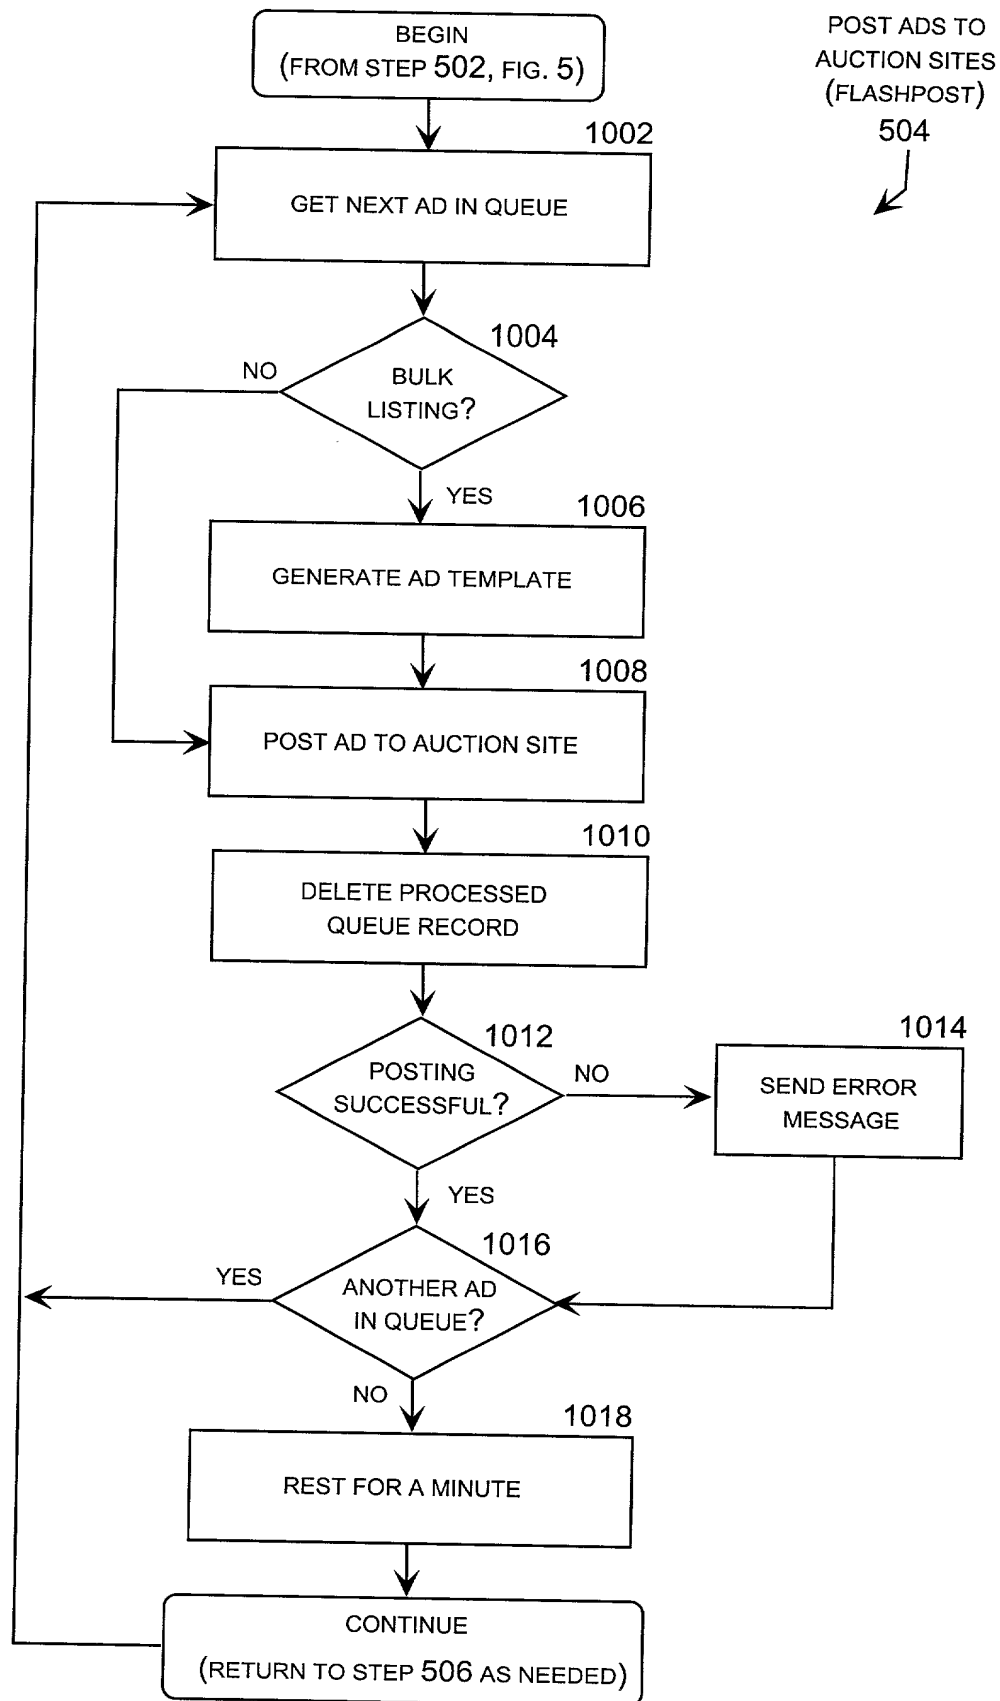 BEGIN
(FROM STEP 502, FIG. 5)
POST ADS TO
AUCTION SITES
(FLASHPOST)
504
1002
GET NEXT AD IN QUEUE
1004
BULK
LISTING?
NO
YES
1006
GENERATE AD TEMPLATE
1008
POST AD TO AUCTION SITE
1010
DELETE PROCESSED
QUEUE RECORD
1012
POSTING
SUCCESSFUL?
NO
1014
SEND ERROR
MESSAGE
YES
1016
ANOTHER AD
IN QUEUE?
YES
NO
1018
REST FOR A MINUTE
CONTINUE
(RETURN TO STEP 506 AS NEEDED)